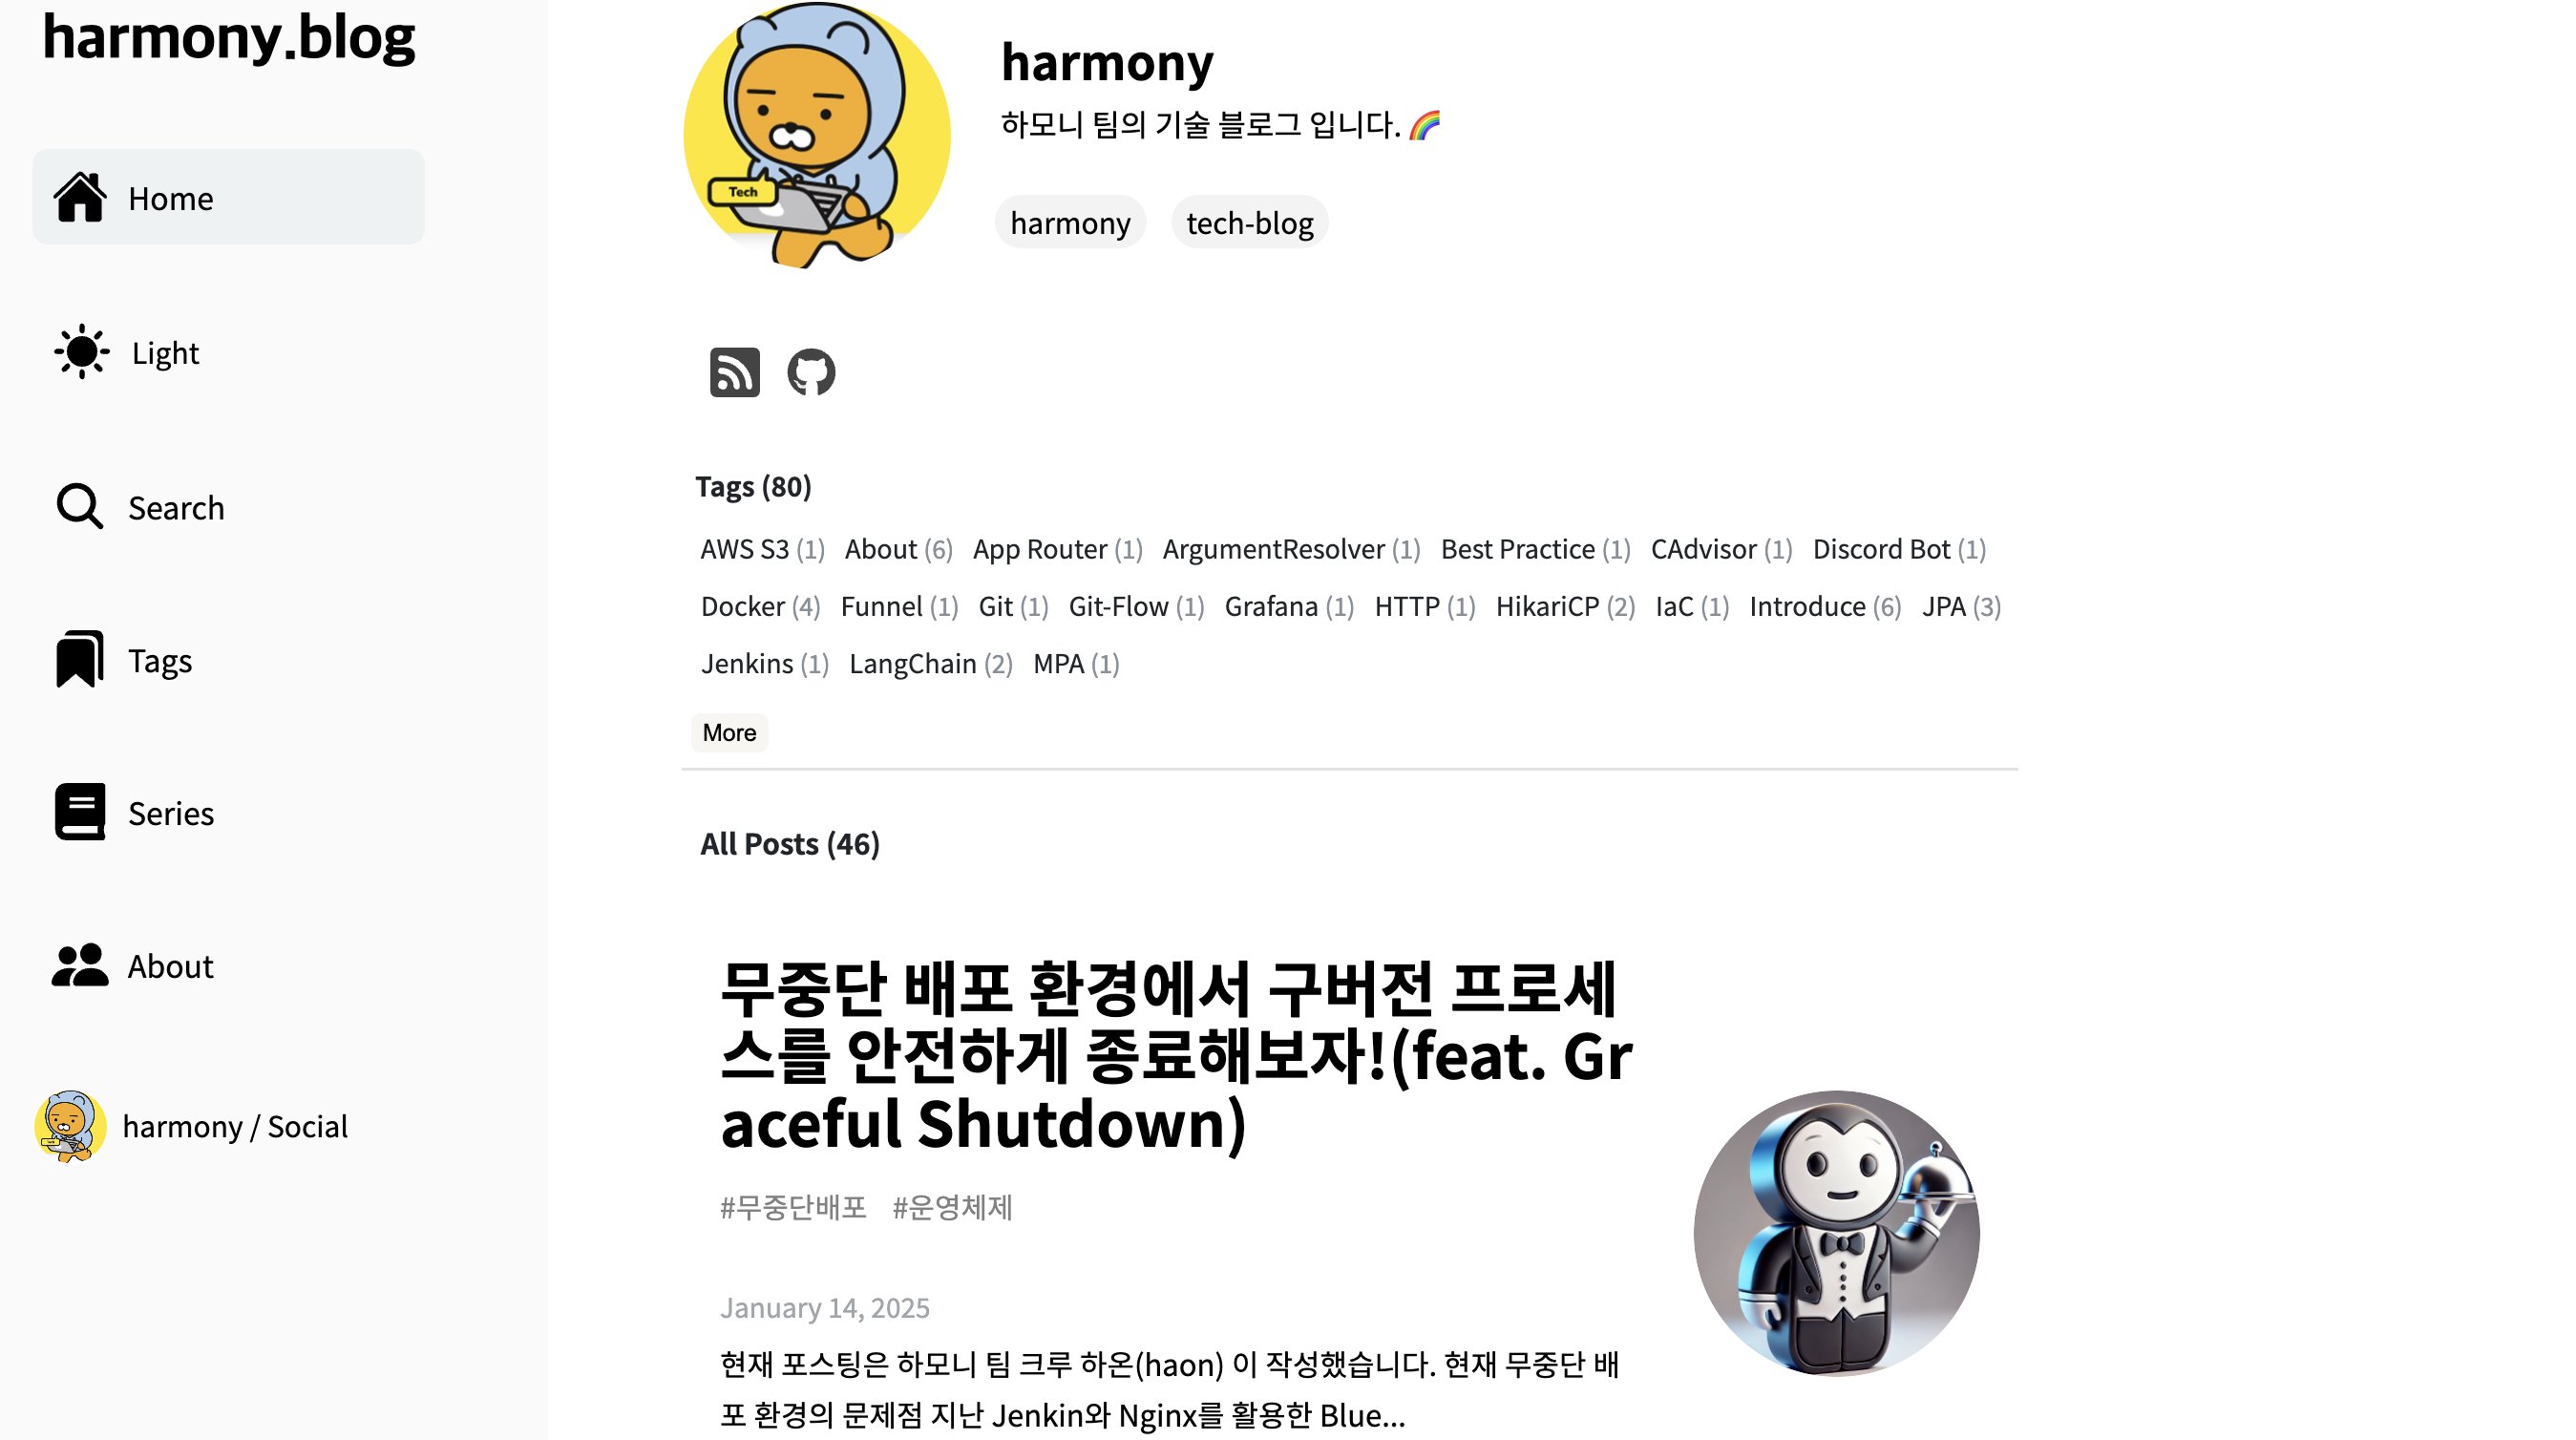 harmony.blog
Home
Light
Search
Tags
Series
About
harmony / Social
Tech
harmony
하모니 팀의 기술 블로그 입니다. 🌈
harmony tech-blog
Tags (80)
AWS S3 (1) About (6) App Router (1) ArgumentResolver (1) Best Practice (1) CAdvisor (1) Discord Bot (1)
Docker (4) Funnel (1) Git (1) Git-Flow (1) Grafana (1) HTTP (1) HikariCP (2) IaC (1) Introduce (6) JPA (3)
Jenkins (1) LangChain (2) MPA (1)
More
All Posts (46)
무중단 배포 환경에서 구버전 프로세
스를 안전하게 종료해보자!(feat. Gr
aceful Shutdown)
#무중단배포 #운영체제
January 14, 2025
현재 포스팅은 하모니 팀 크루 하온(haon) 이 작성했습니다. 현재 무중단 배
포 환경의 문제점 지난 Jenkin와 Nginx를 활용한 Blue...